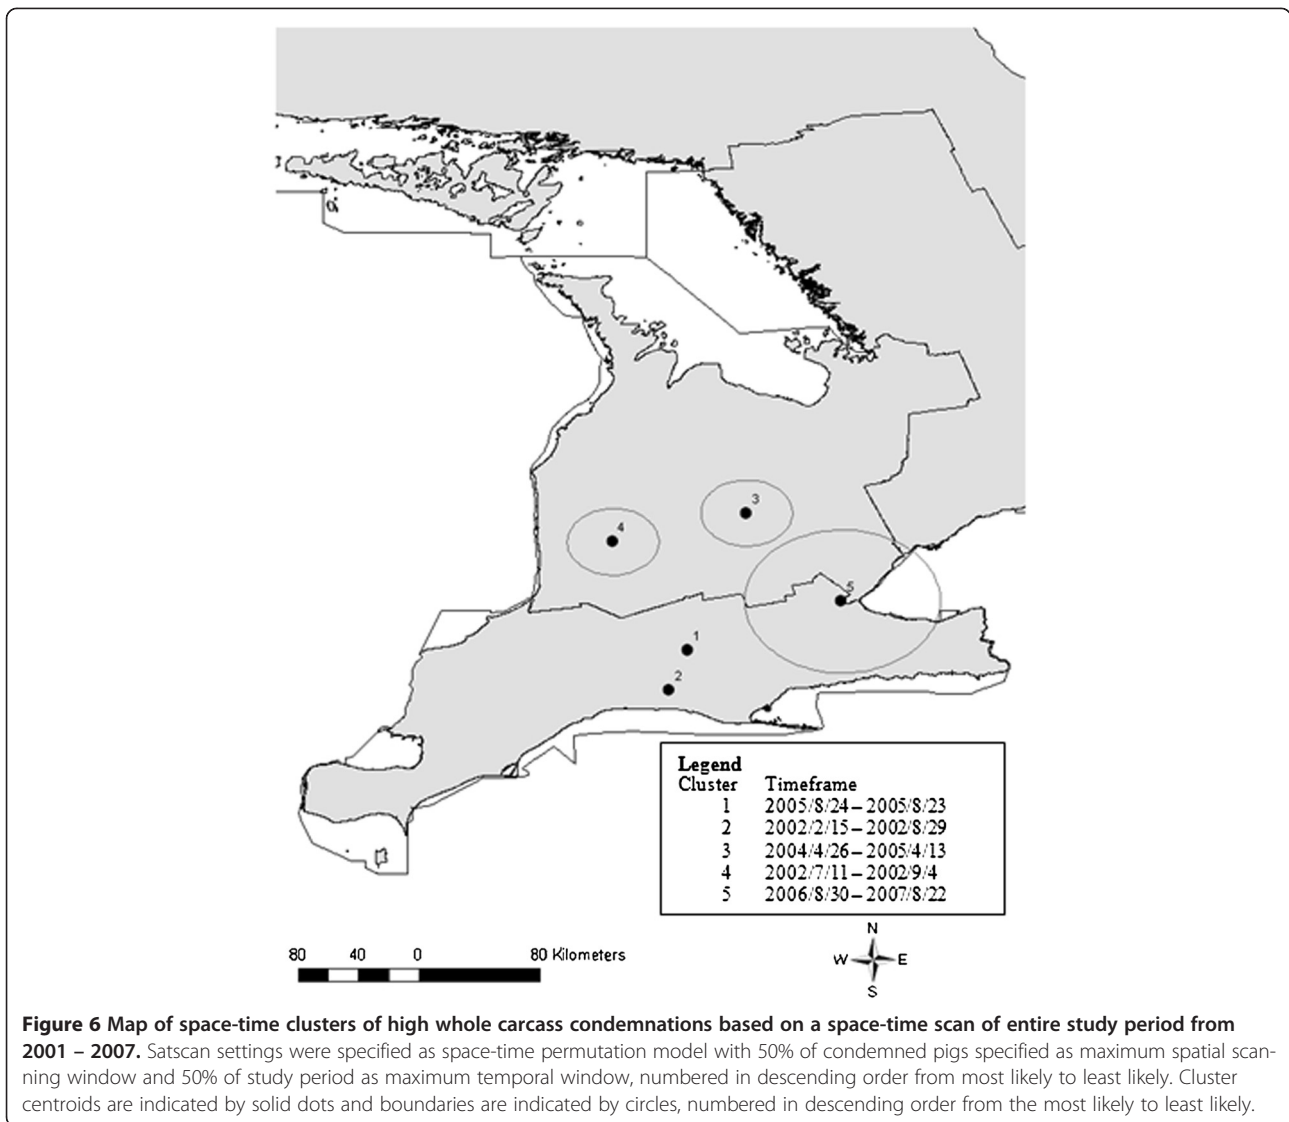 3
4
5
1
2
Legend
Cluster Timeframe
1 2005/8/24 – 2005/8/23
2 2002/2/15 – 2002/8/29
3 2004/4/26 – 2005/4/13
4 2002/7/11 – 2002/9/4
5 2006/8/30 – 2007/8/22
80 40 0 80 Kilometers
N
W E
S
Figure 6 Map of space-time clusters of high whole carcass condemnations based on a space-time scan of entire study period from
2001 – 2007. Satscan settings were specified as space-time permutation model with 50% of condemned pigs specified as maximum spatial scan-
ning window and 50% of study period as maximum temporal window, numbered in descending order from most likely to least likely. Cluster
centroids are indicated by solid dots and boundaries are indicated by circles, numbered in descending order from the most likely to least likely.